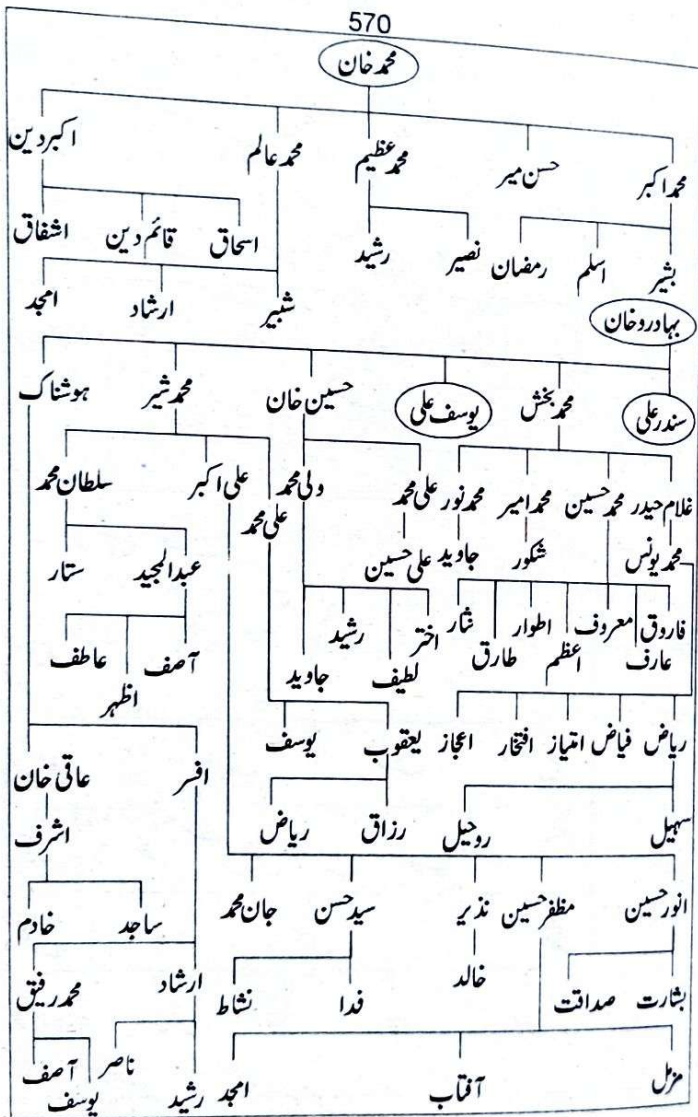 570
محمد خان
محمد اکبر حسن میر محمد عظیم محمد عالم اکبر دین
بشیر اسلم رمضان نصیر رشید اسحاق قائم دین اشفاق
شبیر ارشاد امجد
بہادرو خان
سندر علی محمد بخش یوسف علی حسین خان محمد شیر ہوشناک
غلام حیدر محمد حسین محمد امیر محمد نور علی محمد ولی محمد علی محمد علی اکبر سلطان محمد
محمد یونس شکور جاوید علی حسین عبدالمجید ستار
فاروق عارف معروف اعظم اطوار طارق نثار اختر لطیف رشید جاوید آصف اظہر عاطف
ریاض فیاض امتیاز افتخار اعجاز یعقوب یوسف افسر عاقی خان
سہیل روحیل رزاق ریاض اشرف
انور حسین مظفر حسین نذیر سید حسن جان محمد ساجد خادم
بشارت صداقت خالد فدا نشاط ارشاد محمد رفیق
مزمل آفتاب امجد رشید ناصر یوسف آصف